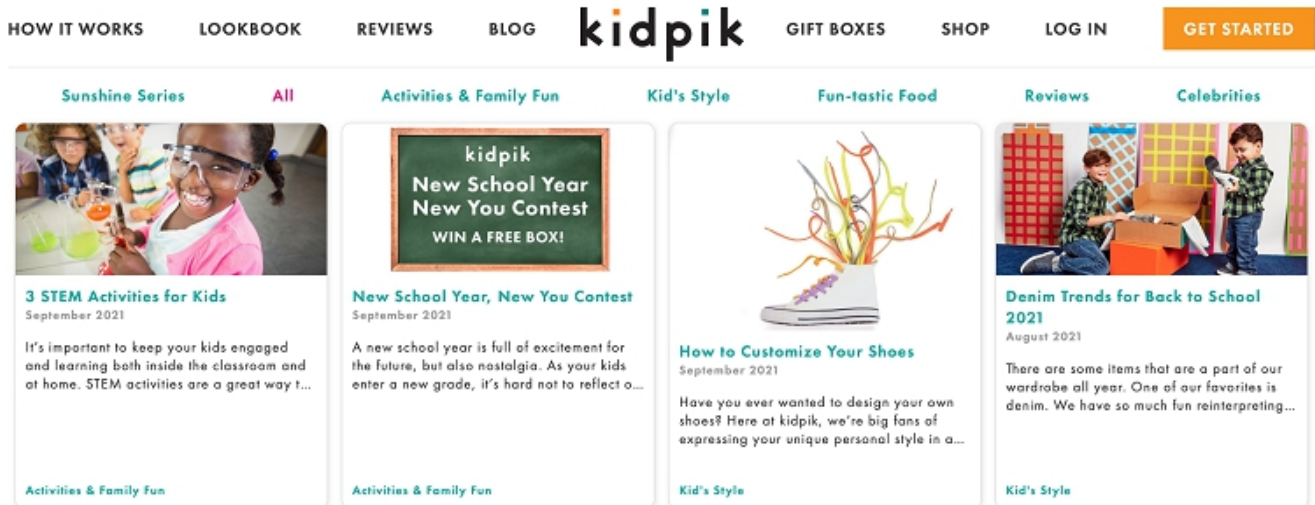 HOW IT WORKS LOOKBOOK REVIEWS BLOG kidpik GIFT BOXES SHOP LOG IN GET STARTED
Sunshine Series All Activities & Family Fun Kid's Style Fun-tastic Food Reviews Celebrities
kidpik
New School Year
New You Contest
WIN A FREE BOX!
3 STEM Activities for Kids
September 2021
It's important to keep your kids engaged
and learning both inside the classroom and
at home. STEM activities are a great way t...
Activities & Family Fun
New School Year, New You Contest
September 2021
A new school year is full of excitement for
the future, but also nostalgia. As your kids
enter a new grade, it's hard not to reflect o...
Activities & Family Fun
How to Customize Your Shoes
September 2021
Have you ever wanted to design your own
shoes? Here at kidpik, we're big fans of
expressing your unique personal style in a...
Kid's Style
Denim Trends for Back to School
2021
August 2021
There are some items that are a part of our
wardrobe all year. One of our favorites is
denim. We have so much fun reinterpreting...
Kid's Style